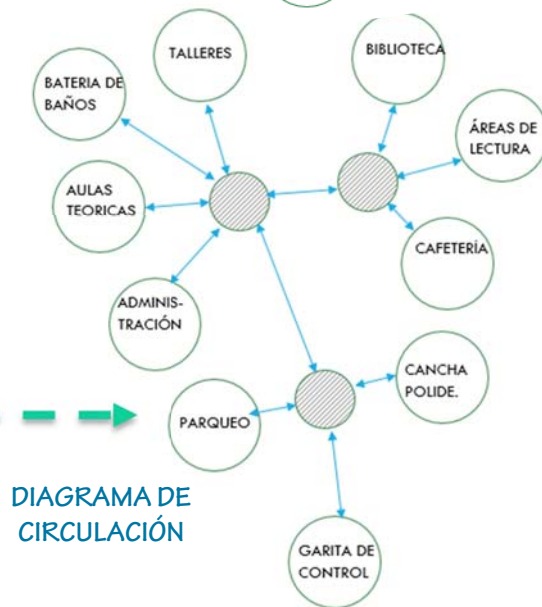 TALLERES
BIBLIOTECA
BATERIA DE
BAÑOS
ÁREAS DE
LECTURA
AULAS
TEORICAS
CAFETERÍA
ADMINIS-
TRACIÓN
CANCHA
POLIDE.
PARQUEO
DIAGRAMA DE
CIRCULACIÓN
GARITA DE
CONTROL